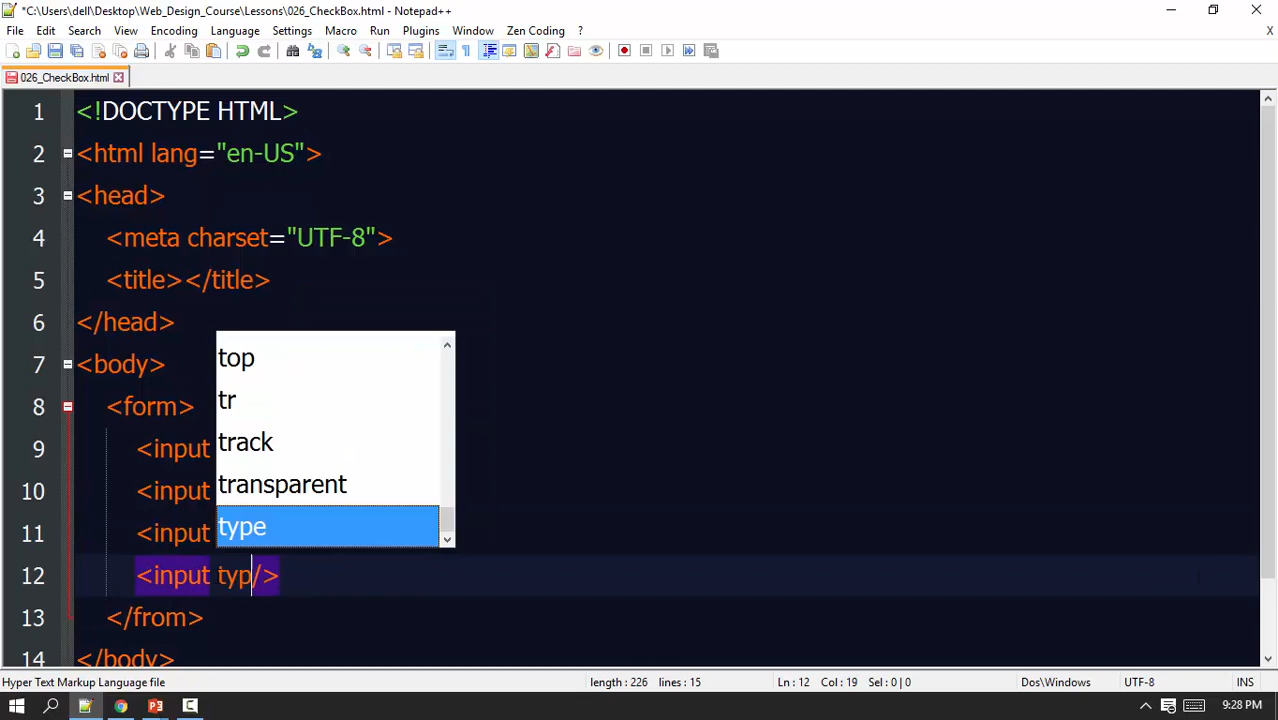 *C:\Users\dell\Desktop\Web_Design_Course\Lessons\026_CheckBox.html - Notepad++
File Edit Search View Encoding Language Settings Macro Run Plugins Window Zen Coding ? X
026_CheckBox.html
1 <!DOCTYPE HTML>
2 <html lang="en-US">
3 <head>
4 <meta charset="UTF-8">
5 <title></title>
6 </head>
7 <body>
8 <form>
9 <input
10 <input
11 <input
12 <input typ/>
13 </from>
14 </body>
top
tr
track
transparent
type
Hyper Text Markup Language file length : 226 lines : 15 Ln : 12 Col : 19 Sel : 0 | 0 Dos\Windows UTF-8 INS
9:28 PM